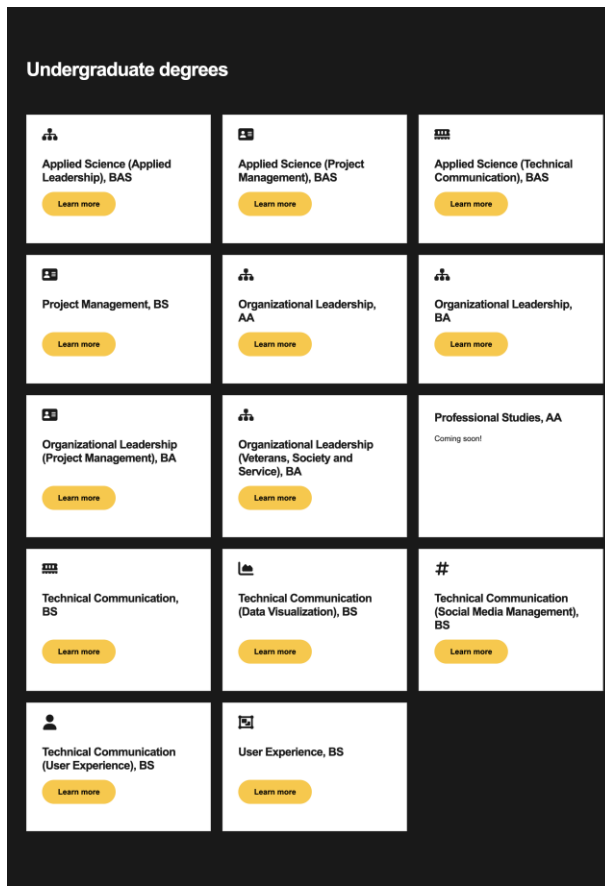 Undergraduate degrees
Applied Science (Applied
Leadership), BAS
Learn more
Applied Science (Project
Management), BAS
Learn more
Applied Science (Technical
Communication), BAS
Learn more
Project Management, BS
Learn more
Organizational Leadership,
AA
Learn more
Organizational Leadership,
BA
Learn more
Organizational Leadership
(Project Management), BA
Learn more
Organizational Leadership
(Veterans, Society and
Service), BA
Learn more
Professional Studies, AA
Coming soon!
Technical Communication,
BS
Learn more
Technical Communication
(Data Visualization), BS
Learn more
Technical Communication
(Social Media Management),
BS
Learn more
Technical Communication
(User Experience), BS
Learn more
User Experience, BS
Learn more